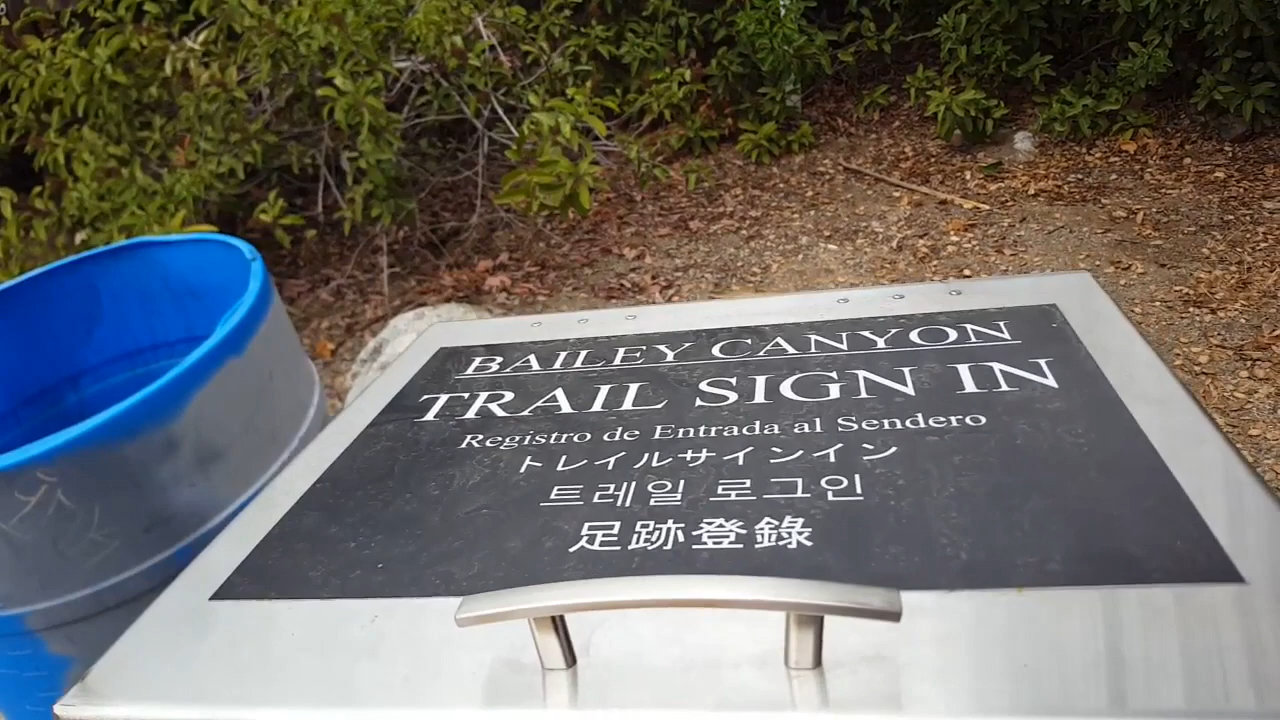 BAILEY CANYON
TRAIL SIGN IN
Registro de Entrada al Sendero
トレイルサインイン
트레일 로그인
足跡登錄